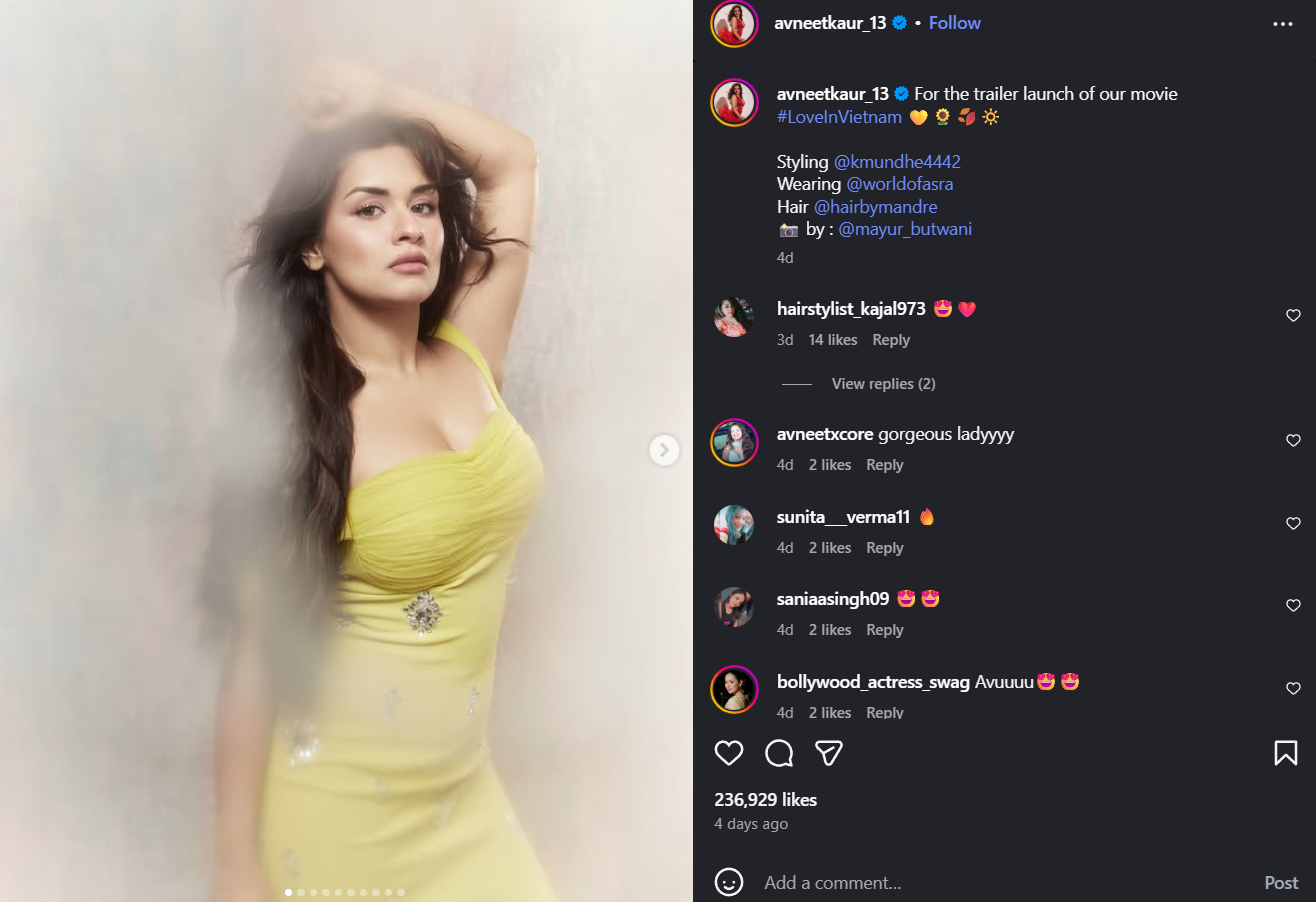 avneetkaur_13 • Follow
avneetkaur_13 For the trailer launch of our movie
#LoveInVietnam 💛🌻🍂🔆
Styling @kmundhe4442
Wearing @worldofasra
Hair @hairbymandre
📸 by : @mayur_butwani
4d
hairstylist_kajal973 😍❤️
3d 14 likes Reply
View replies (2)
avneetxcore gorgeous ladyyyy
4d 2 likes Reply
sunita___verma11 🔥
4d 2 likes Reply
saniaasingh09 😍😍
4d 2 likes Reply
bollywood_actress_swag Avuuuu😍😍
4d 2 likes Reply
236,929 likes
4 days ago
Add a comment... Post